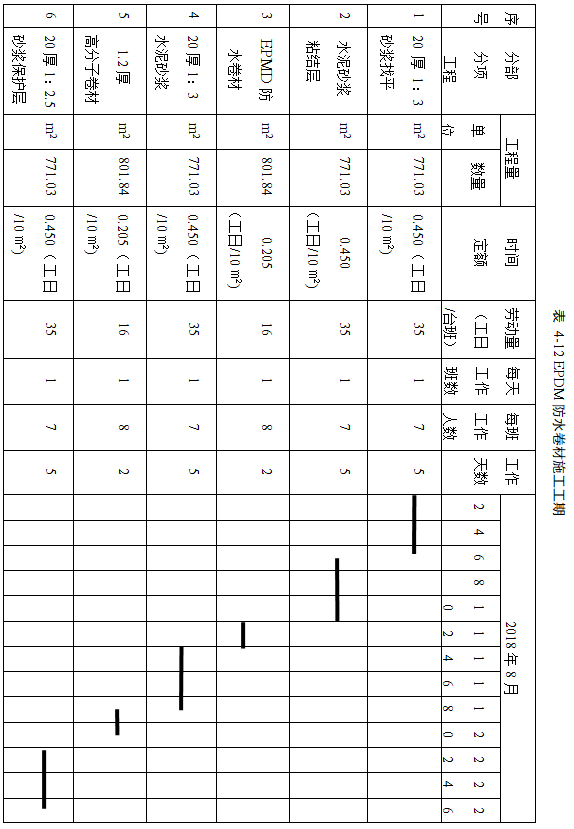 表 4-12 EPDM 防水卷材施工工期
序号 分部分项工程 工程量 时间定额 劳动量(工日/台班) 每天工作班数 每班工作人数 工作天数 2018 年 8 月
单位 数量 2 4 6 8 10 12 14 16 18 20 22 24 26
1 20 厚 1：3 砂浆找平 m² 771.03 0.450（工日/10 m²） 35 1 7 5
2 水泥砂浆粘结层 m² 771.03 0.450（工日/10 m²） 35 1 7 5
3 EPMD 防水卷材 m² 801.84 0.205（工日/10 m²） 16 1 8 2
4 20 厚 1：3 水泥砂浆 m² 771.03 0.450（工日/10 m²） 35 1 7 5
5 1.2 厚高分子卷材 m² 801.84 0.205（工日/10 m²） 16 1 8 2
6 20 厚 1：2.5 砂浆保护层 m² 771.03 0.450（工日/10 m²） 35 1 7 5